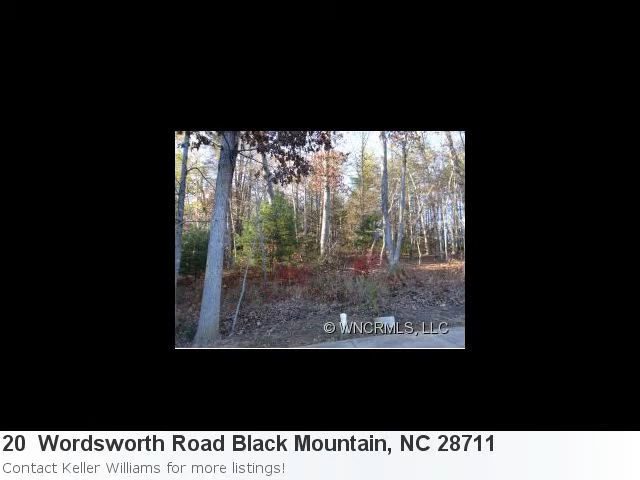 © WNCRMLS, LLC
20 Wordsworth Road Black Mountain, NC 28711
Contact Keller Williams for more listings!